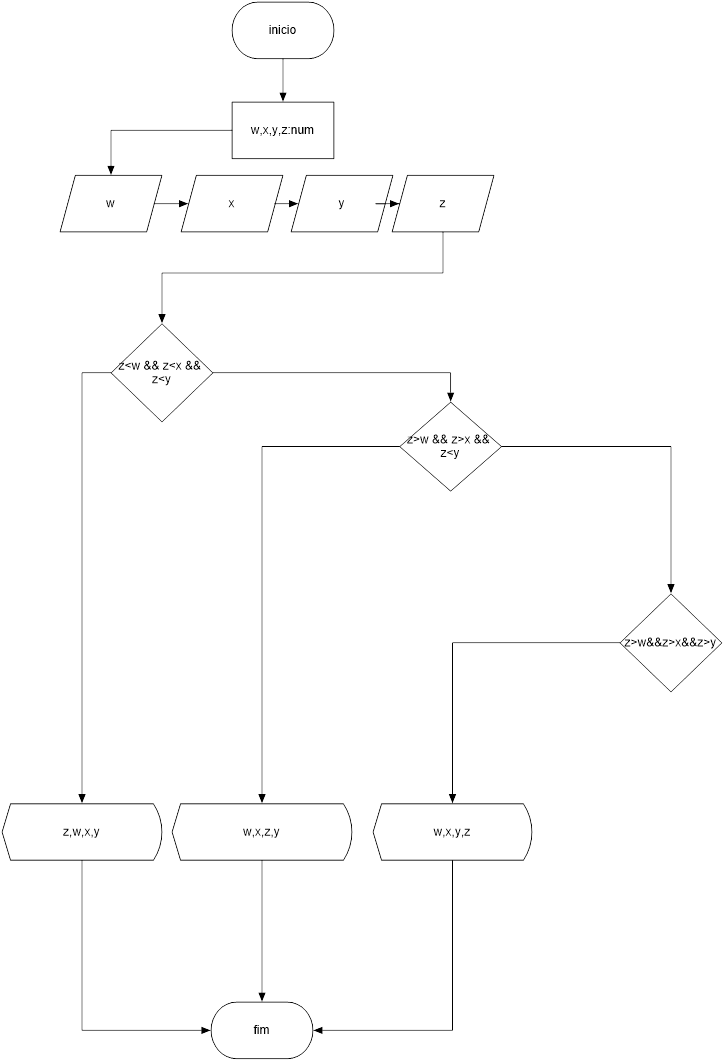 inicio
w,x,y,z:num
w
x
y
z
z<w && z<x &&
z<y
z>w && z>x &&
z<y
z>w&&z>x&&z>y
z,w,x,y
w,x,z,y
w,x,y,z
fim